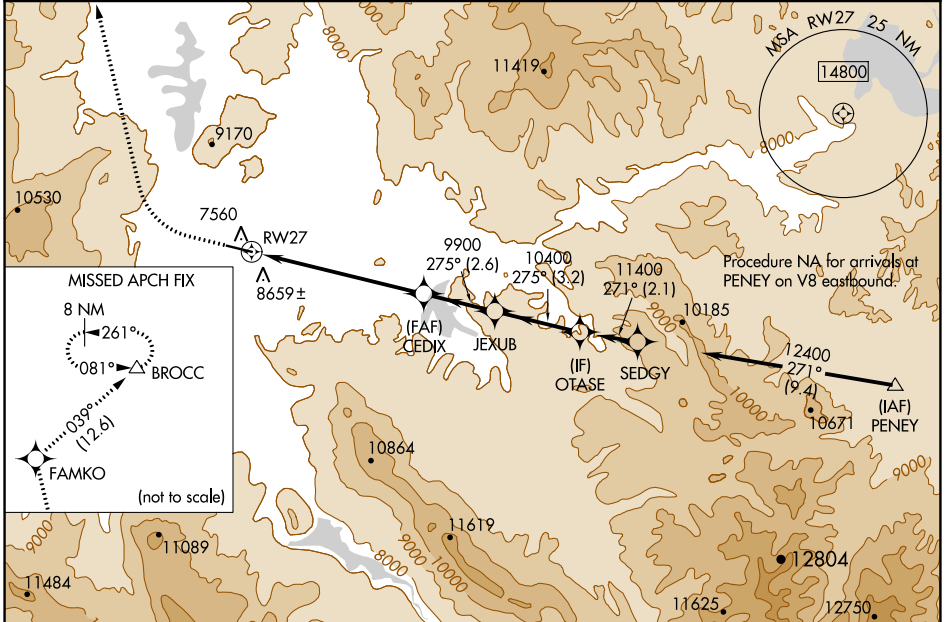 MSA RW27 25 NM
14800
8000
11419
9170
8000
10530
7560
RW27
8659±
9900
275° (2.6)
10400
275° (3.2)
11400
271° (2.1)
Procedure NA for arrivals at
PENEY on V8 eastbound.
9000
10185
12400
271°
(9.4)
(FAF)
CEDIX
JEXUB
(IF)
OTASE
SEDGY
(IAF)
PENEY
10000
10671
9000
MISSED APCH FIX
8 NM
261°
081°
BROCC
039°
(12.6)
FAMKO
(not to scale)
10864
11619
9000
10000
8000
9000
11089
11484
12804
11625
12750